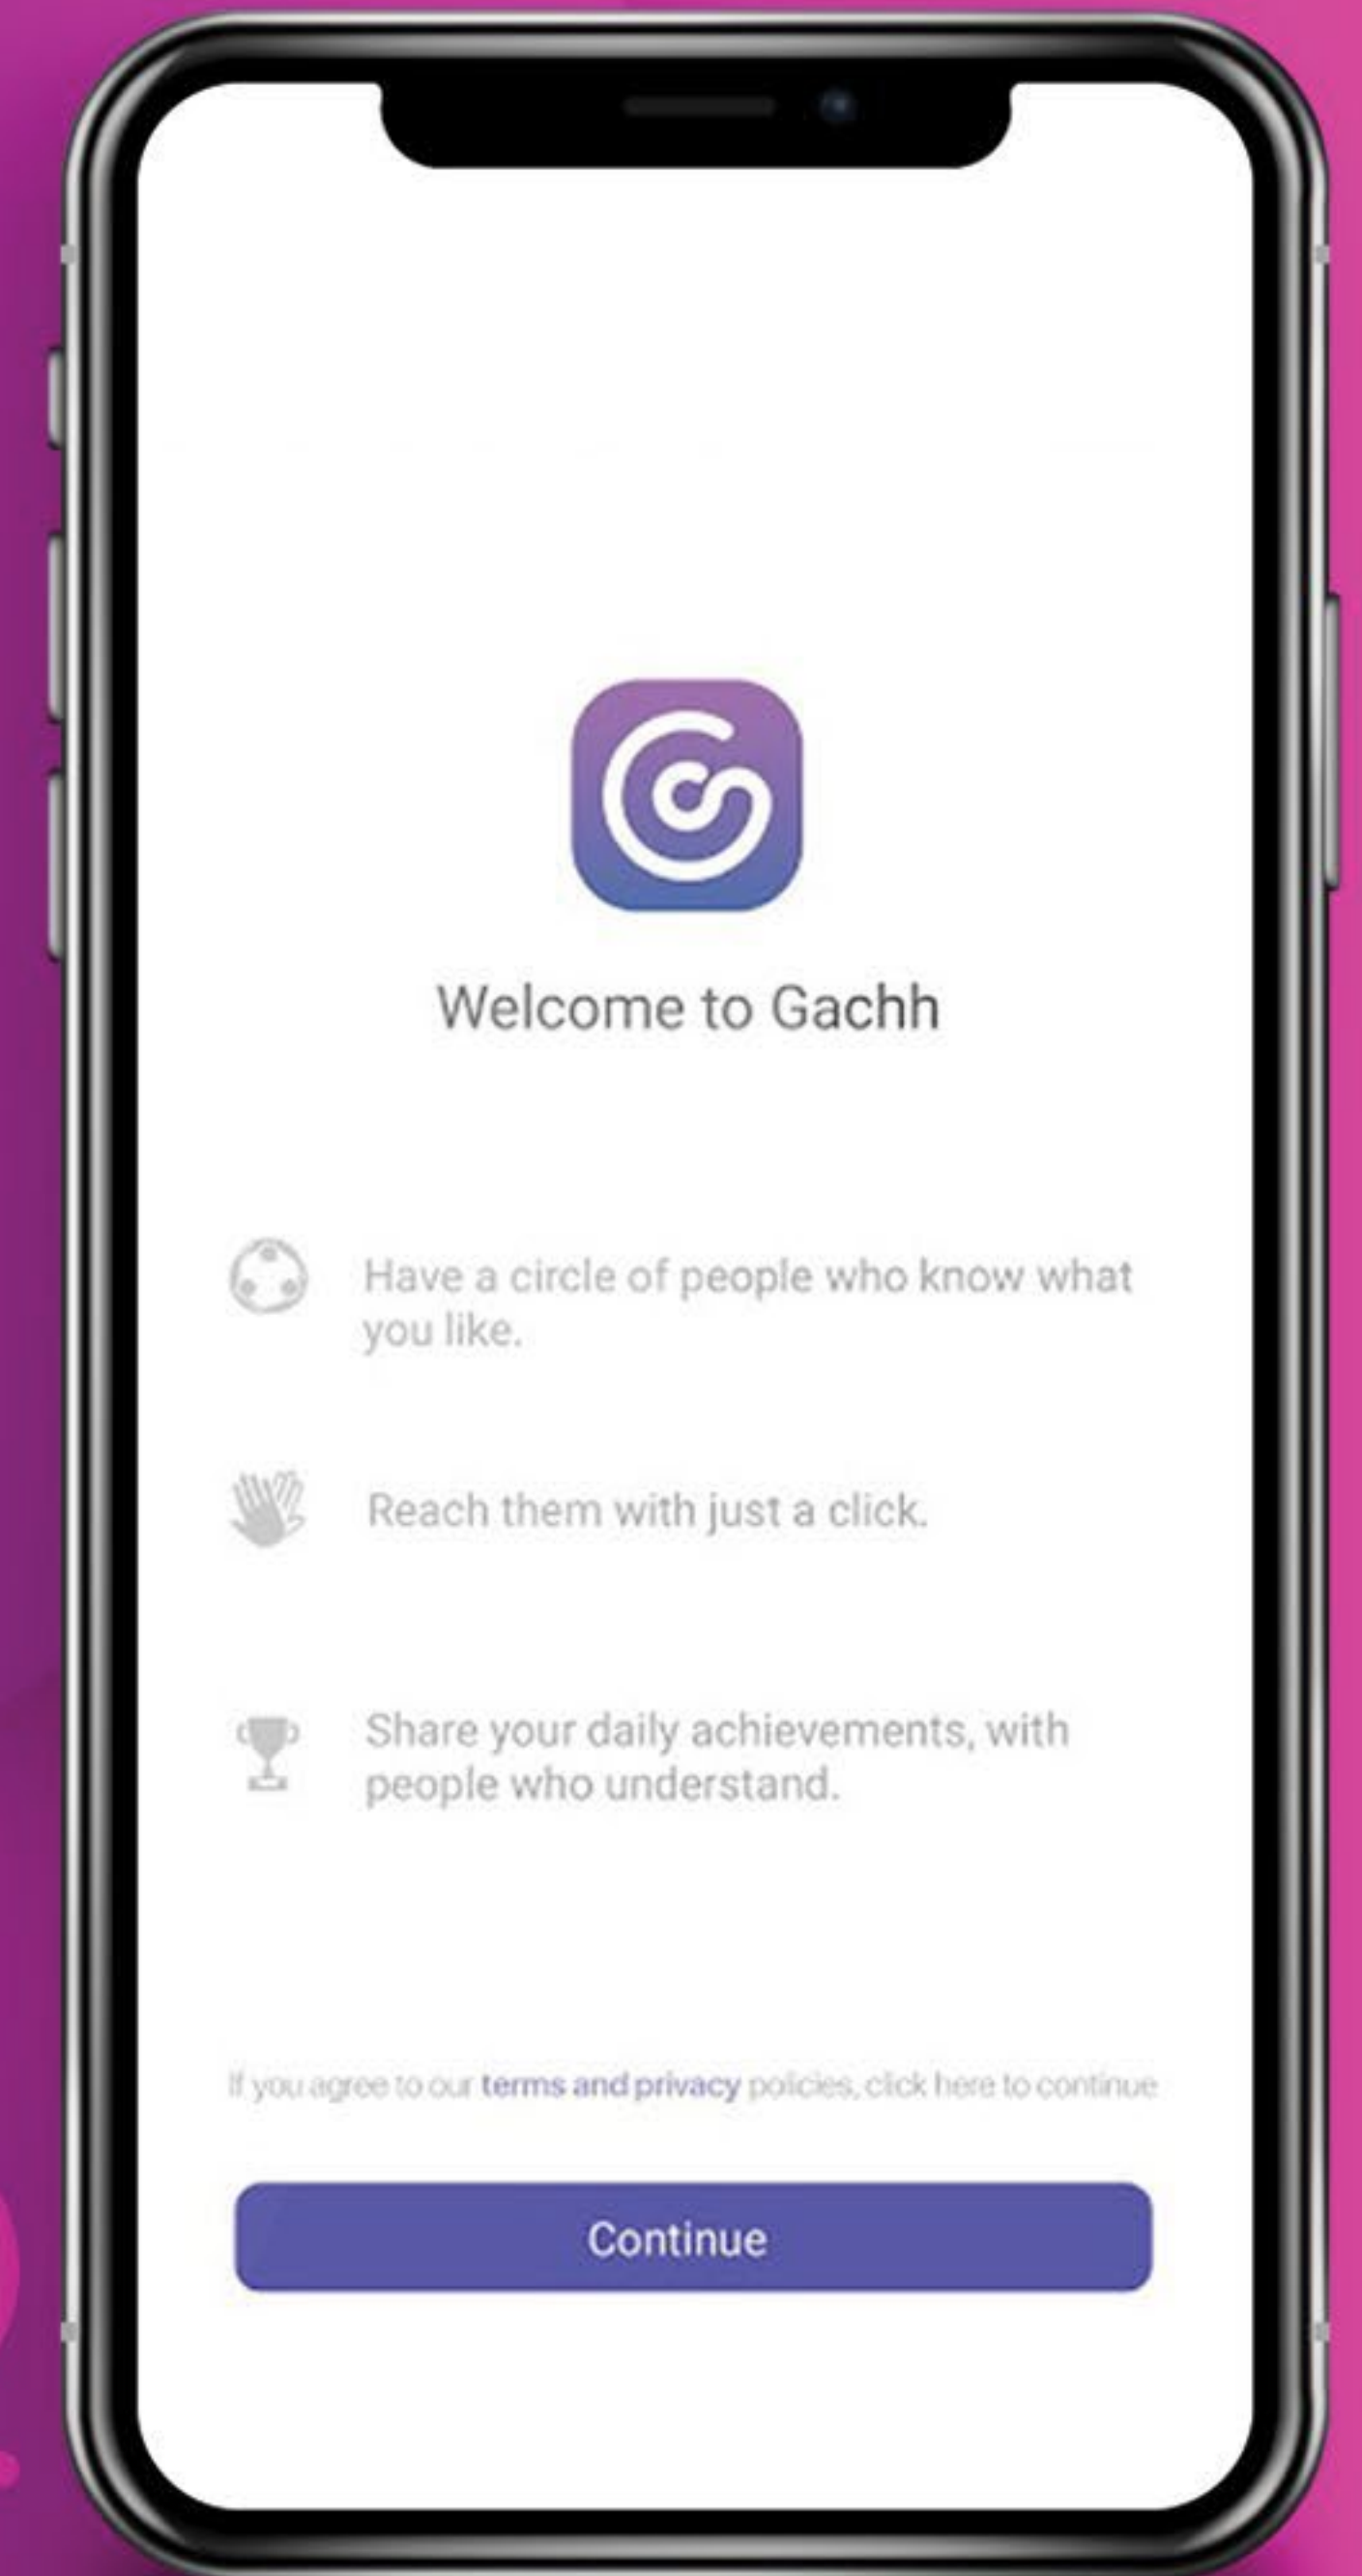 Welcome to Gachh
Have a circle of people who know what
you like.
Reach them with just a click.
Share your daily achievements, with
people who understand.
If you agree to our terms and privacy policies, click here to continue
Continue